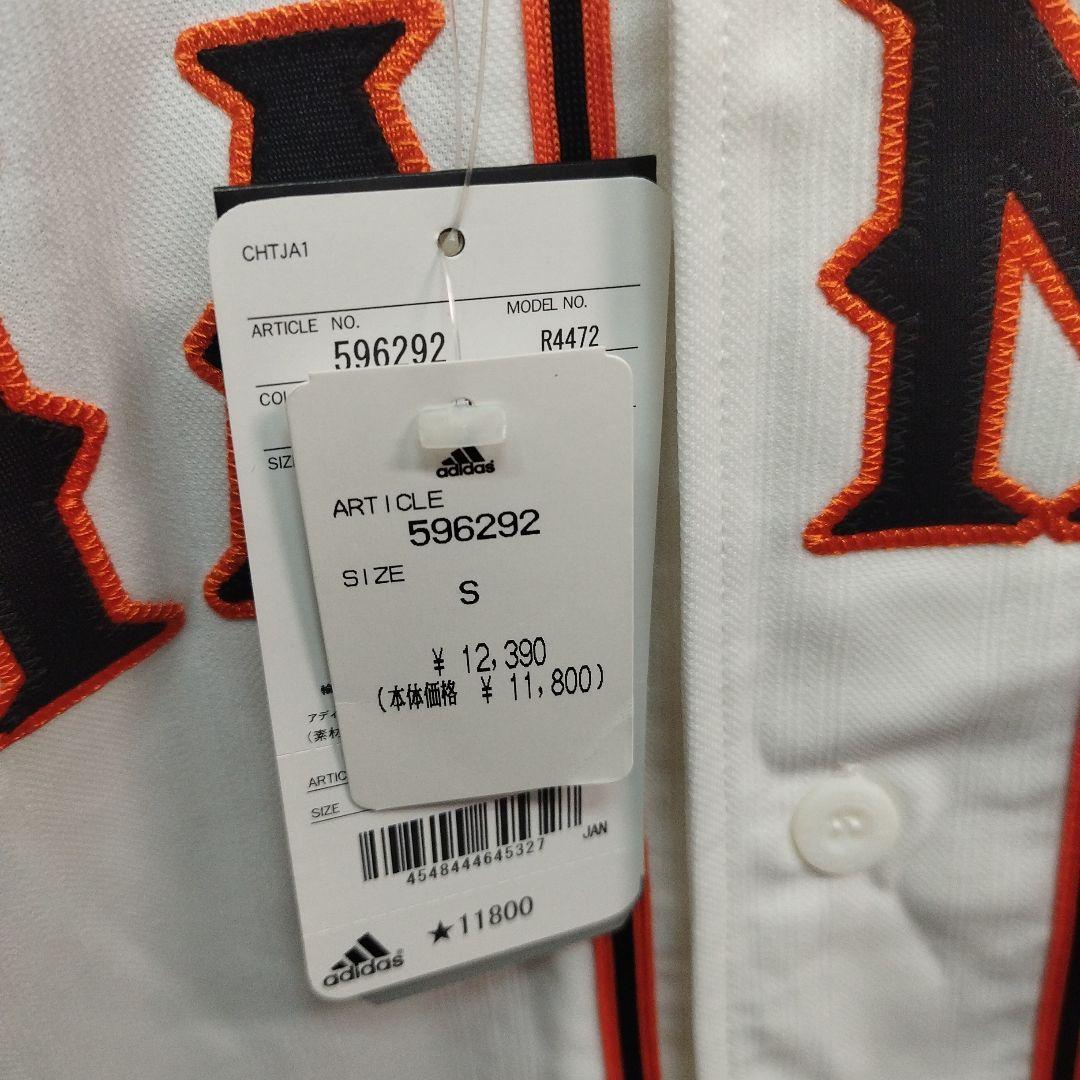 CHTJA1
ARTICLE NO.
MODEL NO.
596292
R4472
adidas
ARTICLE
596292
SIZE
S
¥ 12,390
(本体価格 ¥ 11,800)
SIZE
4548444645327
JAN
★11800
adidas